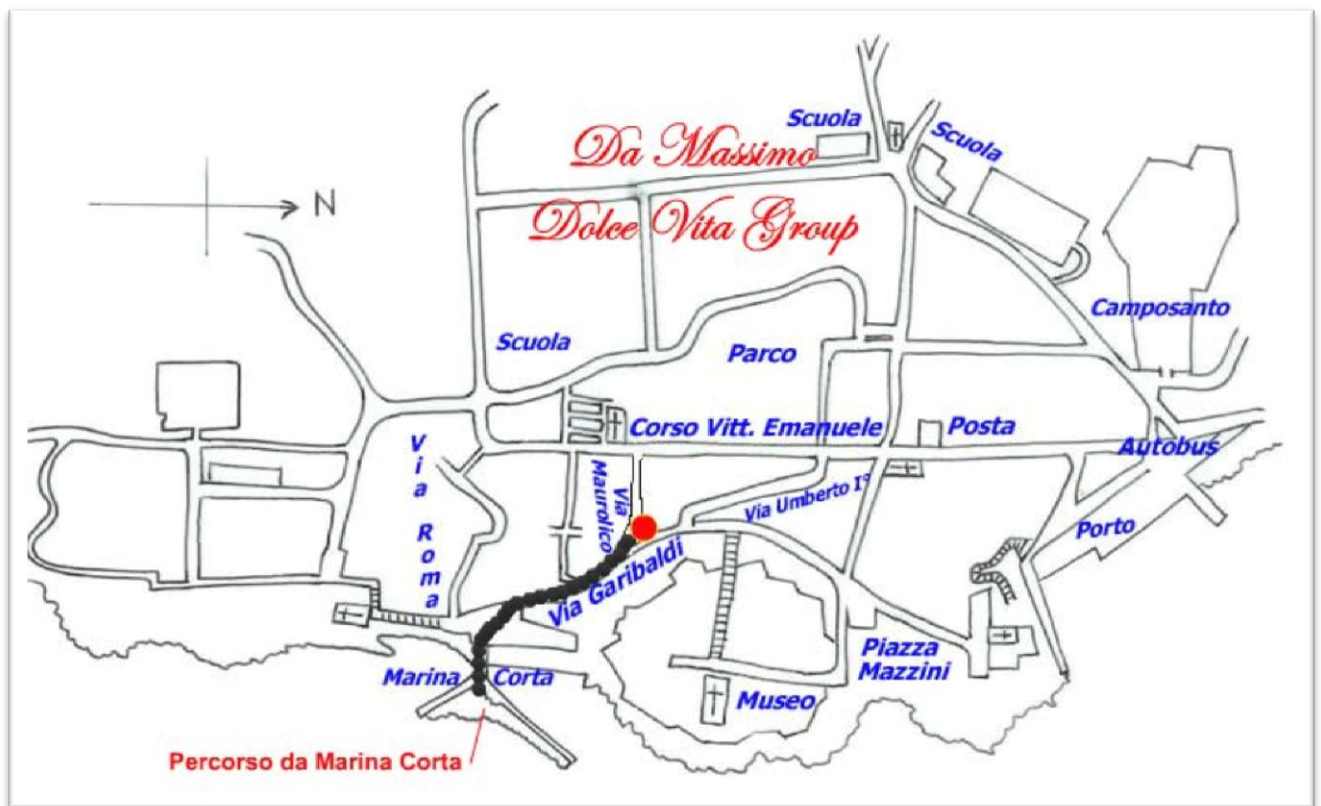 Scuola
Da Massimo
Scuola
N
Dolce Vita Group
Camposanto
Scuola
Parco
Corso Vitt. Emanuele
Posta
Autobus
Via Roma
Via
Maurolico
Via Umberto I°
Porto
Via Garibaldi
Piazza
Mazzini
Marina Corta
Museo
Percorso da Marina Corta